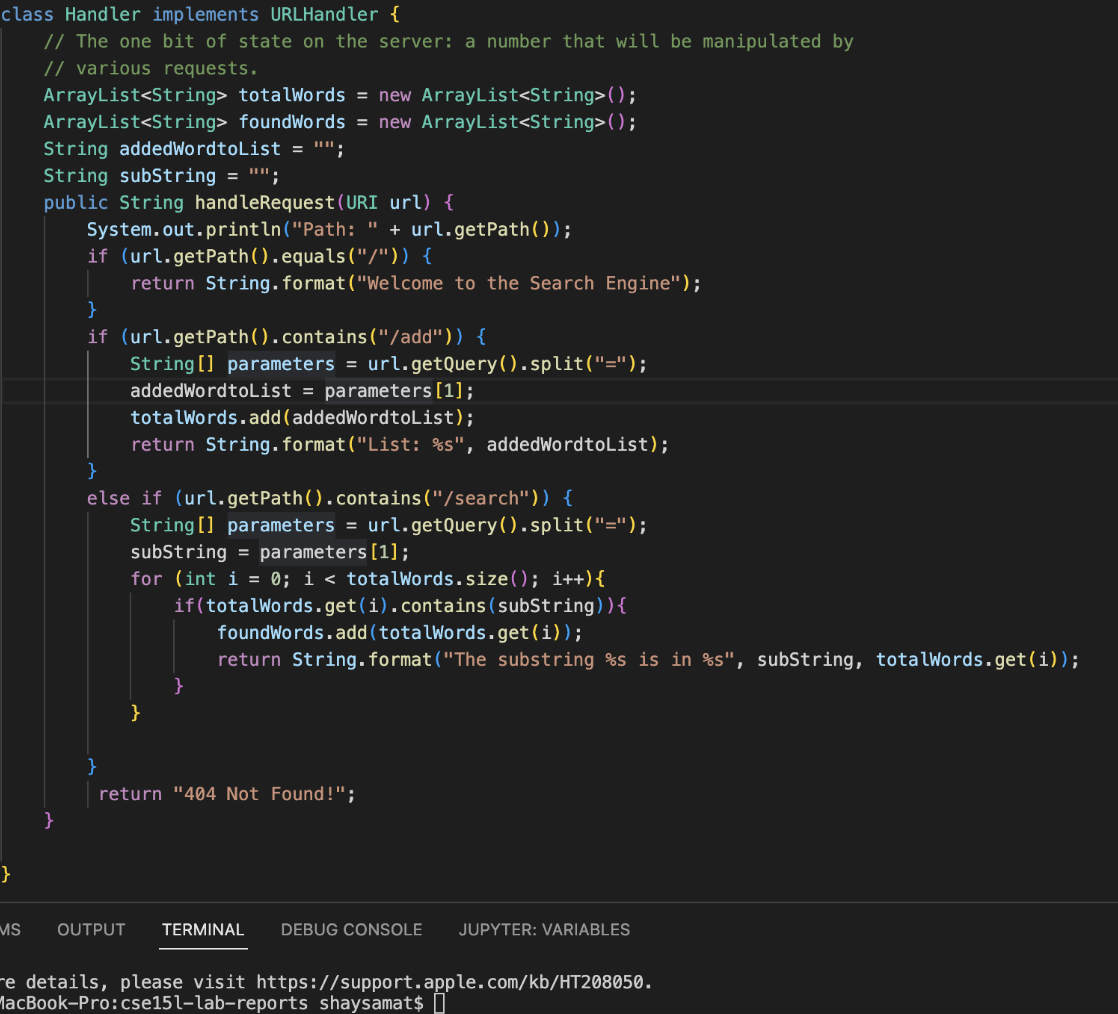 class Handler implements URLHandler {
// The one bit of state on the server: a number that will be manipulated by
// various requests.
ArrayList<String> totalWords = new ArrayList<String>();
ArrayList<String> foundWords = new ArrayList<String>();
String addedWordtoList = "";
String subString = "";
public String handleRequest(URI url) {
System.out.println("Path: " + url.getPath());
if (url.getPath().equals("/")) {
return String.format("Welcome to the Search Engine");
}
if (url.getPath().contains("/add")) {
String[] parameters = url.getQuery().split("=");
addedWordtoList = parameters[1];
totalWords.add(addedWordtoList);
return String.format("List: %s", addedWordtoList);
}
else if (url.getPath().contains("/search")) {
String[] parameters = url.getQuery().split("=");
subString = parameters[1];
for (int i = 0; i < totalWords.size(); i++){
if(totalWords.get(i).contains(subString)){
foundWords.add(totalWords.get(i));
return String.format("The substring %s is in %s", subString, totalWords.get(i));
}
}
}
return "404 Not Found!";
}
}
MS OUTPUT TERMINAL DEBUG CONSOLE JUPYTER: VARIABLES
re details, please visit https://support.apple.com/kb/HT208050.
MacBook-Pro:cse15l-lab-reports shaysamat$